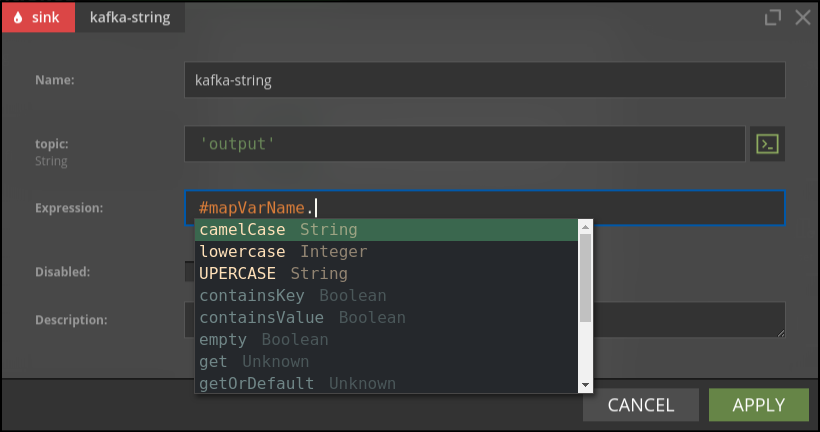 sink kafka-string
Name: kafka-string
topic: 'output'
String
Expression: #mapVarName.
camelCase String
lowercase Integer
UPERCASE String
containsKey Boolean
containsValue Boolean
empty Boolean
get Unknown
getOrDefault Unknown
Disabled:
Description:
CANCEL APPLY